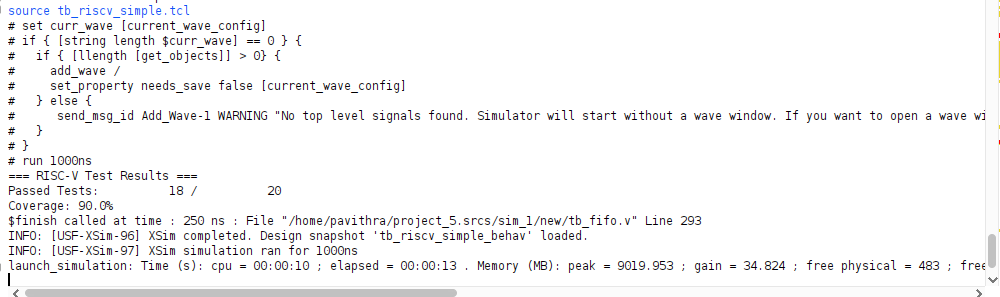 source tb_riscv_simple.tcl
# set curr_wave [current_wave_config]
# if { [string length $curr_wave] == 0 } {
#   if { [llength [get_objects]] > 0} {
#     add_wave /
#     set_property needs_save false [current_wave_config]
#   } else {
#      send_msg_id Add_Wave-1 WARNING "No top level signals found. Simulator will start without a wave window. If you want to open a wave wi
#   }
# }
# run 1000ns
=== RISC-V Test Results ===
Passed Tests:          18 /          20
Coverage: 90.0%
$finish called at time : 250 ns : File "/home/pavithra/project_5.srcs/sim_1/new/tb_fifo.v" Line 293
INFO: [USF-XSim-96] XSim completed. Design snapshot 'tb_riscv_simple_behav' loaded.
INFO: [USF-XSim-97] XSim simulation ran for 1000ns
launch_simulation: Time (s): cpu = 00:00:10 ; elapsed = 00:00:13 . Memory (MB): peak = 9019.953 ; gain = 34.824 ; free physical = 483 ; free